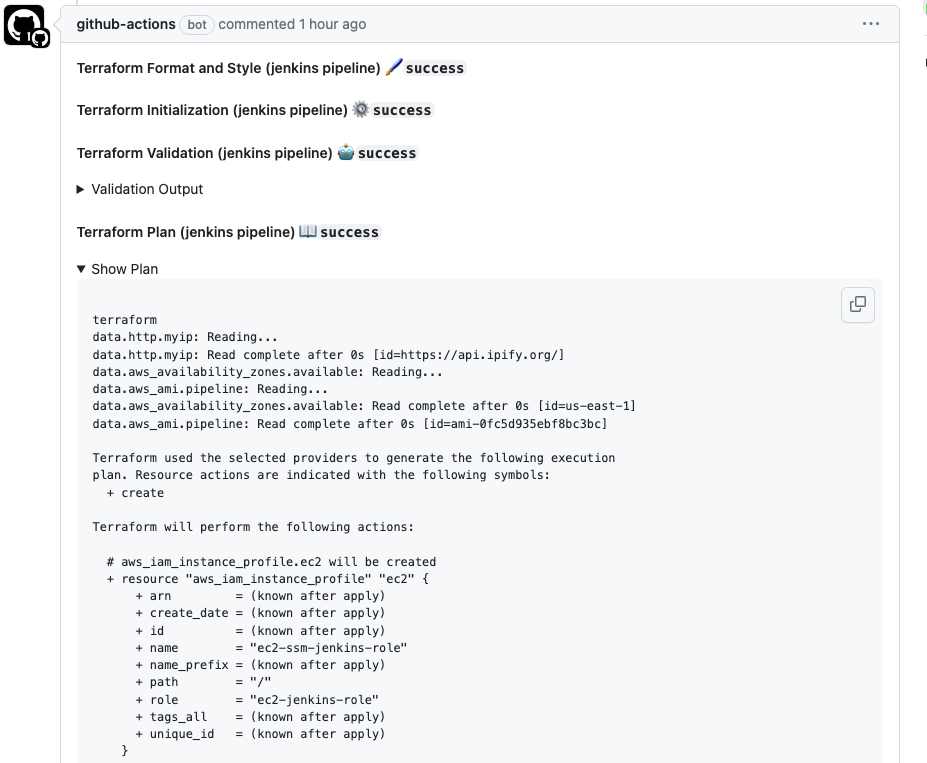 github-actions bot commented 1 hour ago ...
Terraform Format and Style (jenkins pipeline) 🖌️ success
Terraform Initialization (jenkins pipeline) ⚙️ success
Terraform Validation (jenkins pipeline) 🤖 success
▶ Validation Output
Terraform Plan (jenkins pipeline) 📖 success
▼ Show Plan
terraform
data.http.myip: Reading...
data.http.myip: Read complete after 0s [id=https://api.ipify.org/]
data.aws_availability_zones.available: Reading...
data.aws_ami.pipeline: Reading...
data.aws_availability_zones.available: Read complete after 0s [id=us-east-1]
data.aws_ami.pipeline: Read complete after 0s [id=ami-0fc5d935ebf8bc3bc]
Terraform used the selected providers to generate the following execution
plan. Resource actions are indicated with the following symbols:
  + create
Terraform will perform the following actions:
  # aws_iam_instance_profile.ec2 will be created
  + resource "aws_iam_instance_profile" "ec2" {
      + arn         = (known after apply)
      + create_date = (known after apply)
      + id          = (known after apply)
      + name        = "ec2-ssm-jenkins-role"
      + name_prefix = (known after apply)
      + path        = "/"
      + role        = "ec2-jenkins-role"
      + tags_all    = (known after apply)
      + unique_id   = (known after apply)
    }